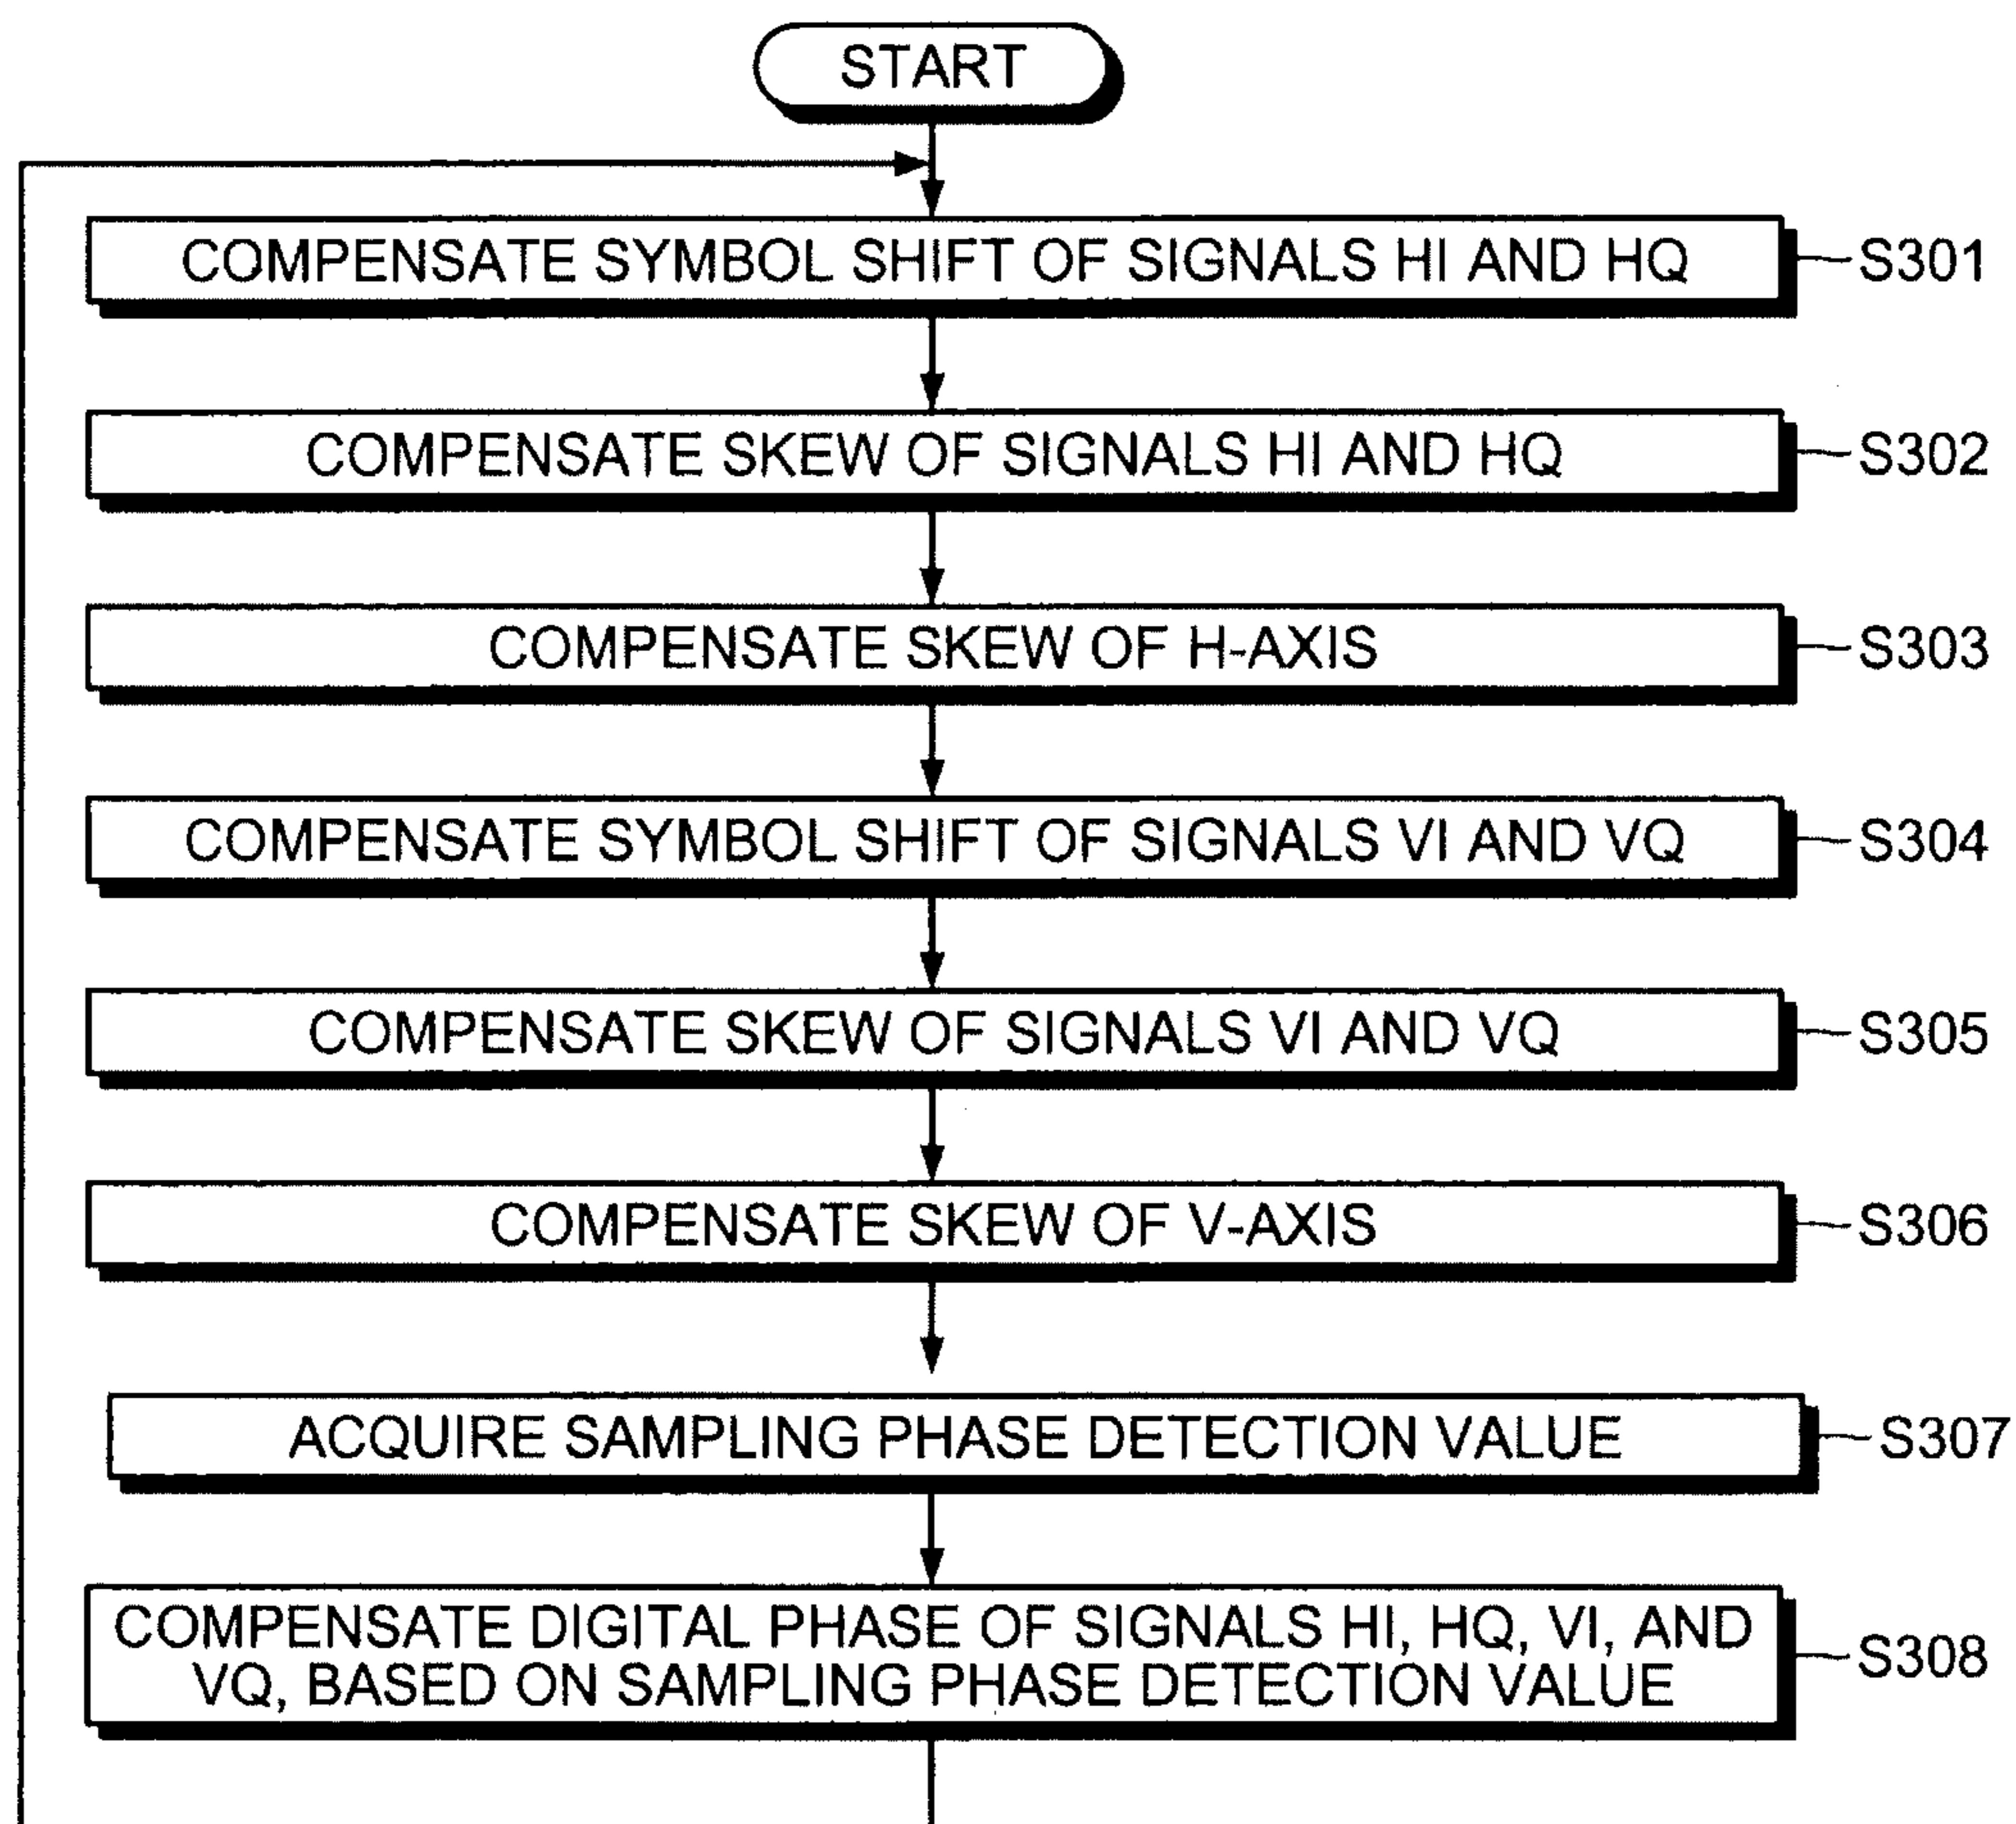 START
COMPENSATE SYMBOL SHIFT OF SIGNALS HI AND HQ
S301
COMPENSATE SKEW OF SIGNALS HI AND HQ
S302
COMPENSATE SKEW OF H-AXIS
S303
COMPENSATE SYMBOL SHIFT OF SIGNALS VI AND VQ
S304
COMPENSATE SKEW OF SIGNALS VI AND VQ
S305
COMPENSATE SKEW OF V-AXIS
S306
ACQUIRE SAMPLING PHASE DETECTION VALUE
S307
COMPENSATE DIGITAL PHASE OF SIGNALS HI, HQ, VI, AND
VQ, BASED ON SAMPLING PHASE DETECTION VALUE
S308